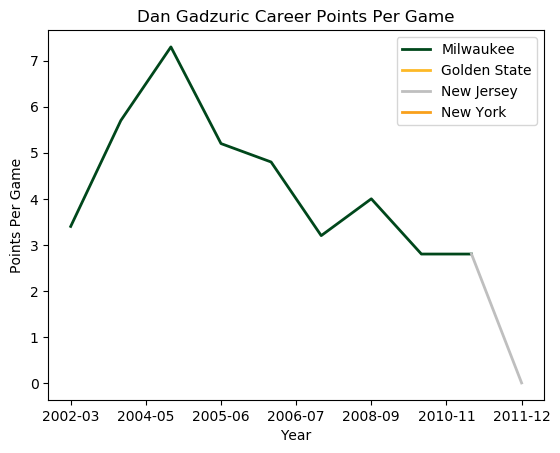 Dan Gadzuric Career Points Per Game
Milwaukee
Golden State
New Jersey
New York
Points Per Game
7
6
5
4
3
2
1
0
2002-03 2004-05 2005-06 2006-07 2008-09 2010-11 2011-12
Year